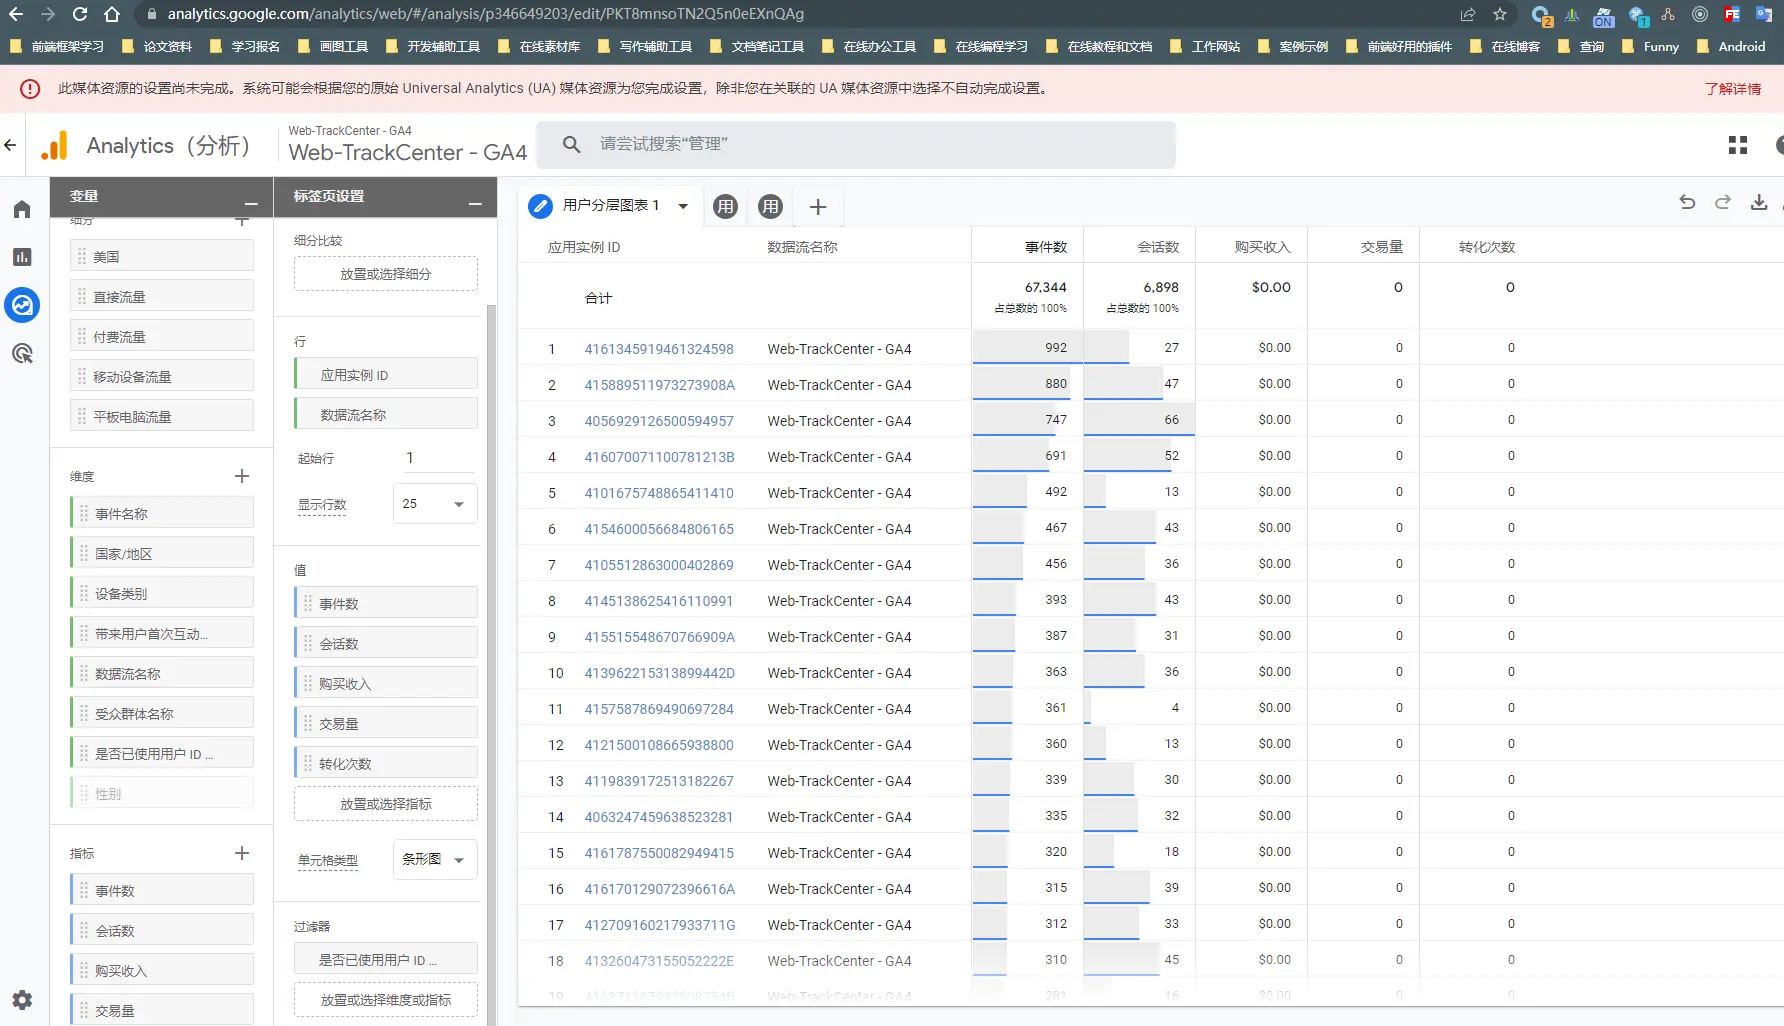 analytics.google.com/analytics/web/#/analysis/p346649203/edit/PKT8mnsoTN2Q5n0eEXnQAg
2
ON
1
FE
前端框架学习 论文资料 学习报名 画图工具 开发辅助工具 在线素材库 写作辅助工具 文档笔记工具 在线办公工具 在线编程学习 在线教程和文档 工作网站 案例示例 前端好用的插件 在线博客 查询 Funny Android
此媒体资源的设置尚未完成。系统可能会根据您的原始 Universal Analytics (UA) 媒体资源为您完成设置，除非您在关联的 UA 媒体资源中选择不自动完成设置。
了解详情
Analytics（分析）
Web-TrackCenter - GA4
Web-TrackCenter - GA4
请尝试搜索“管理”
变量
细分
美国
直接流量
付费流量
移动设备流量
平板电脑流量
维度
事件名称
国家/地区
设备类别
带来用户首次互动...
数据流名称
受众群体名称
是否已使用用户 ID ...
性别
指标
事件数
会话数
购买收入
交易量
标签页设置
细分比较
放置或选择细分
行
应用实例 ID
数据流名称
起始行 1
显示行数 25
值
事件数
会话数
购买收入
交易量
转化次数
放置或选择指标
单元格类型 条形图
过滤器
是否已使用用户 ID ...
放置或选择维度或指标
用户分层图表 1 用 用
应用实例 ID 数据流名称 事件数 会话数 购买收入 交易量 转化次数
合计 67,344 6,898 $0.00 0 0
占总数的 100% 占总数的 100%
1 4161345919461324598 Web-TrackCenter - GA4 992 27 $0.00 0 0
2 415889511973273908A Web-TrackCenter - GA4 880 47 $0.00 0 0
3 4056929126500594957 Web-TrackCenter - GA4 747 66 $0.00 0 0
4 416070071100781213B Web-TrackCenter - GA4 691 52 $0.00 0 0
5 4101675748865411410 Web-TrackCenter - GA4 492 13 $0.00 0 0
6 4154600056684806165 Web-TrackCenter - GA4 467 43 $0.00 0 0
7 4105512863000402869 Web-TrackCenter - GA4 456 36 $0.00 0 0
8 4145138625416110991 Web-TrackCenter - GA4 393 43 $0.00 0 0
9 415515548670766909A Web-TrackCenter - GA4 387 31 $0.00 0 0
10 413962215313899442D Web-TrackCenter - GA4 363 36 $0.00 0 0
11 4157587869490697284 Web-TrackCenter - GA4 361 4 $0.00 0 0
12 4121500108665938800 Web-TrackCenter - GA4 360 13 $0.00 0 0
13 4119839172513182267 Web-TrackCenter - GA4 339 30 $0.00 0 0
14 4063247459638523281 Web-TrackCenter - GA4 335 32 $0.00 0 0
15 4161787550082949415 Web-TrackCenter - GA4 320 18 $0.00 0 0
16 416170129072396616A Web-TrackCenter - GA4 315 39 $0.00 0 0
17 412709160217933711G Web-TrackCenter - GA4 312 33 $0.00 0 0
18 413260473155052222E Web-TrackCenter - GA4 310 45 $0.00 0 0
19 Web-TrackCenter - GA4 281 16 $0.00 0 0